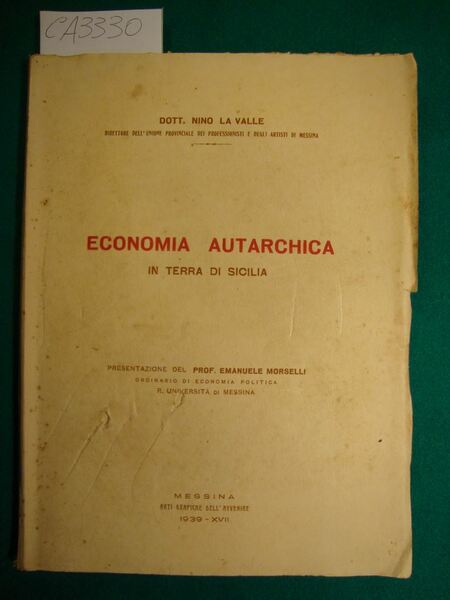 CA3330
DOTT. NINO LA VALLE
DIRETTORE DELL'UNIONE PROVINCIALE DEI PROFESSIONISTI E DEGLI ARTISTI DI MESSINA
ECONOMIA AUTARCHICA
IN TERRA DI SICILIA
PRESENTAZIONE DEL PROF. EMANUELE MORSELLI
ORDINARIO DI ECONOMIA POLITICA
R. UNIVERSITÀ DI MESSINA
MESSINA
ARTI GRAFICHE DELL'AVVENIRE
1939-XVII